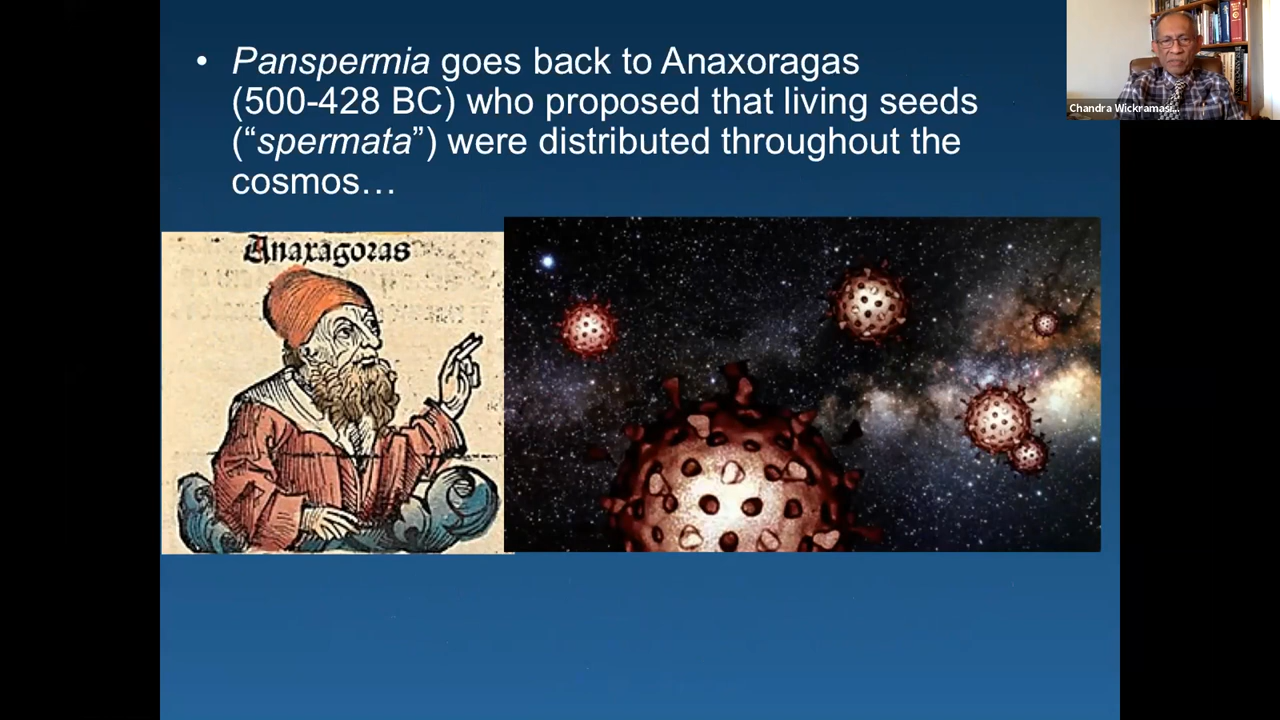 • Panspermia goes back to Anaxoragas
(500-428 BC) who proposed that living seeds
(“spermata”) were distributed throughout the
cosmos…
Anaxagoras
Chandra Wickramasi...